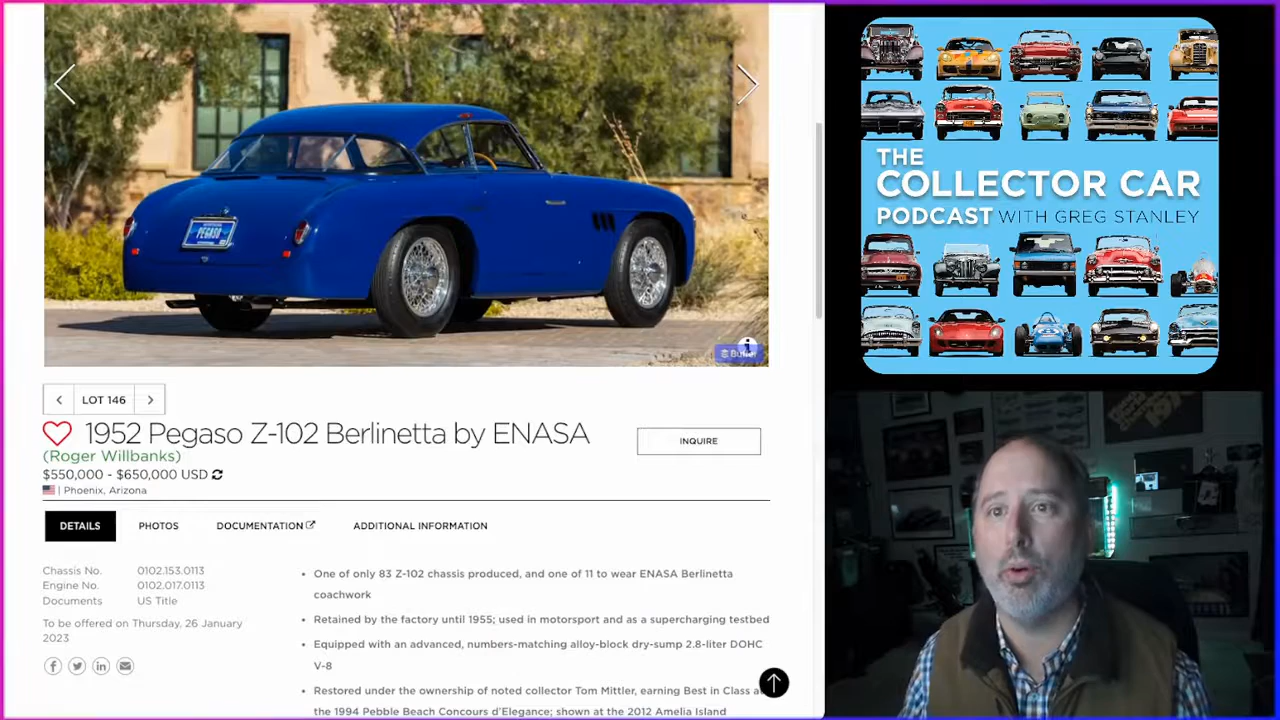 PEGASO
LOT 146
1952 Pegaso Z-102 Berlinetta by ENASA
(Roger Willbanks)
$550,000 - $650,000 USD
| Phoenix, Arizona
INQUIRE
DETAILS
PHOTOS
DOCUMENTATION
ADDITIONAL INFORMATION
Chassis No. 0102.153.0113
Engine No. 0102.017.0113
Documents US Title
To be offered on Thursday, 26 January
2023
• One of only 83 Z-102 chassis produced, and one of 11 to wear ENASA Berlinetta
coachwork
• Retained by the factory until 1955; used in motorsport and as a supercharging testbed
• Equipped with an advanced, numbers-matching alloy-block dry-sump 2.8-liter DOHC
V-8
• Restored under the ownership of noted collector Tom Mittler, earning Best in Class
the 1994 Pebble Beach Concours d'Elegance; shown at the 2012 Amelia Island
THE
COLLECTOR CAR
PODCAST WITH GREG STANLEY